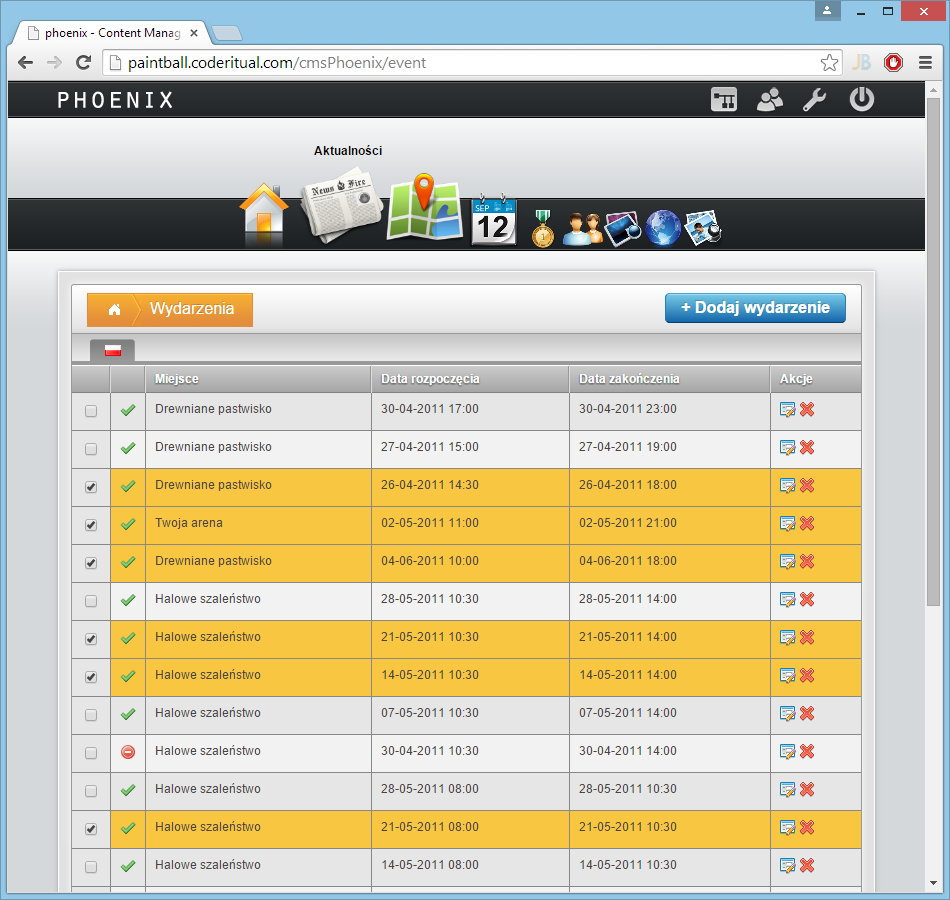 phoenix - Content Manag
paintball.coderitual.com/cmsPhoenix/event
JB
PHOENIX
Aktualności
News Fire
SEP
12
1
Wydarzenia
+ Dodaj wydarzenie
Miejsce Data rozpoczęcia Data zakończenia Akcje
Drewniane pastwisko 30-04-2011 17:00 30-04-2011 23:00
Drewniane pastwisko 27-04-2011 15:00 27-04-2011 19:00
Drewniane pastwisko 26-04-2011 14:30 26-04-2011 18:00
Twoja arena 02-05-2011 11:00 02-05-2011 21:00
Drewniane pastwisko 04-06-2011 10:00 04-06-2011 18:00
Halowe szaleństwo 28-05-2011 10:30 28-05-2011 14:00
Halowe szaleństwo 21-05-2011 10:30 21-05-2011 14:00
Halowe szaleństwo 14-05-2011 10:30 14-05-2011 14:00
Halowe szaleństwo 07-05-2011 10:30 07-05-2011 14:00
Halowe szaleństwo 30-04-2011 10:30 30-04-2011 14:00
Halowe szaleństwo 28-05-2011 08:00 28-05-2011 10:30
Halowe szaleństwo 21-05-2011 08:00 21-05-2011 10:30
Halowe szaleństwo 14-05-2011 08:00 14-05-2011 10:30